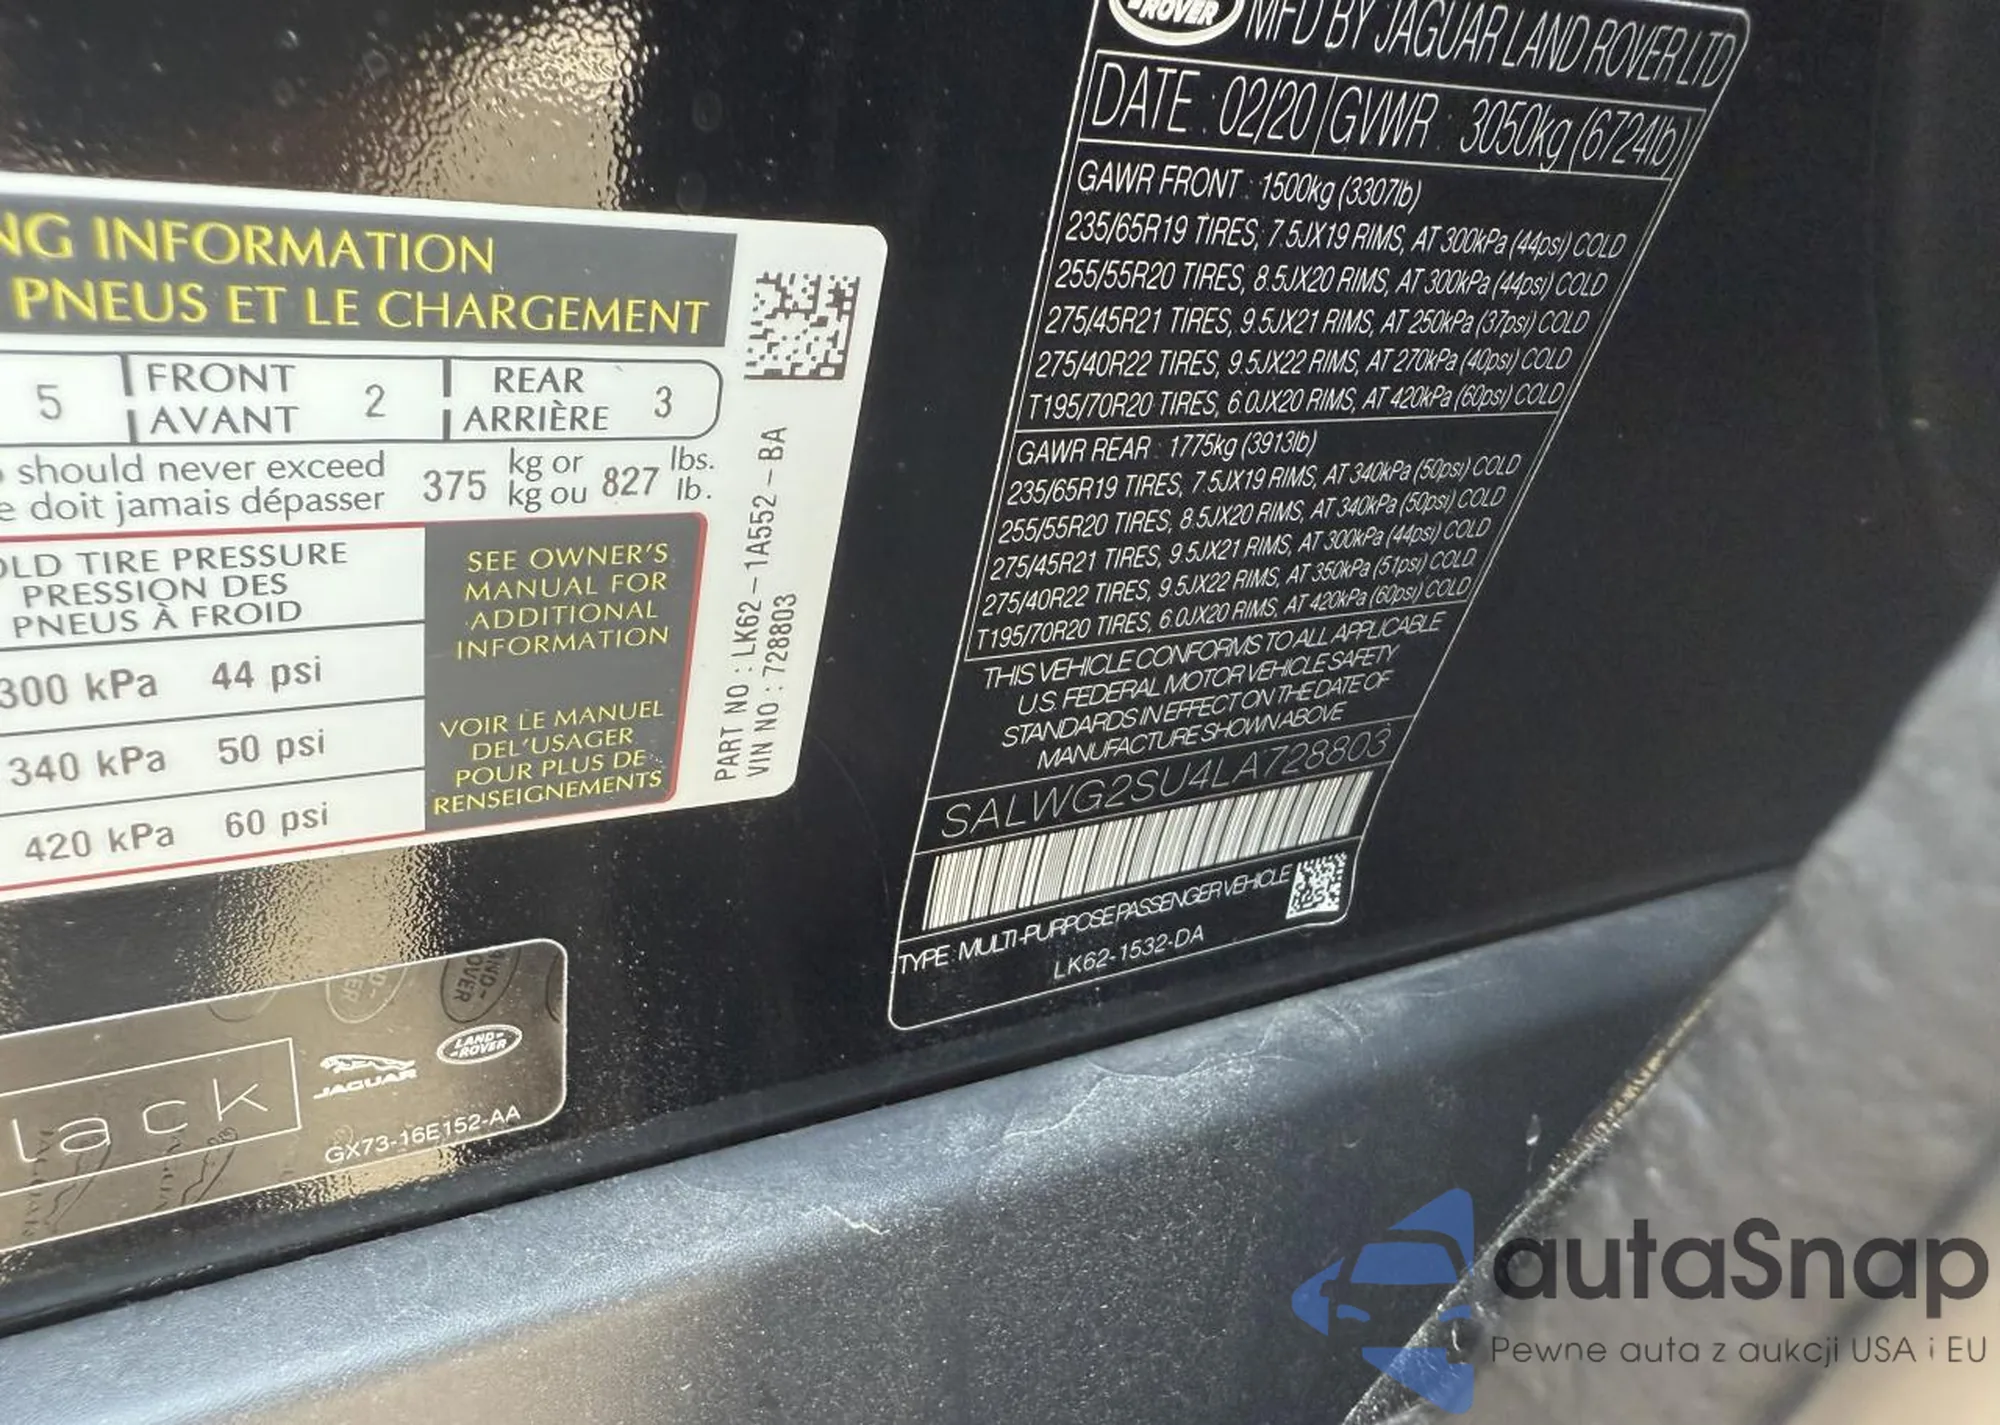 NG INFORMATION
PNEUS ET LE CHARGEMENT
5 FRONT AVANT 2 REAR ARRIÈRE 3
should never exceed 375 kg or 827 lbs.
e doit jamais dépasser kg ou lb.
OLD TIRE PRESSURE
PRESSION DES
PNEUS À FROID
300 kPa 44 psi
340 kPa 50 psi
420 kPa 60 psi
SEE OWNER'S
MANUAL FOR
ADDITIONAL
INFORMATION
VOIR LE MANUEL
DEL'USAGER
POUR PLUS DE
RENSEIGNEMENTS
PART NO : LK62-1A552-BA
VIN NO : 728803
lack
JAGUAR
LAND-
-ROVER
GX73-16E152-AA
-ROVER
MFD BY JAGUAR LAND ROVER LTD
DATE : 02/20 GVWR : 3050kg (6724lb)
GAWR FRONT : 1500kg (3307lb)
235/65R19 TIRES, 7.5JX19 RIMS, AT 300kPa (44psi) COLD
255/55R20 TIRES, 8.5JX20 RIMS, AT 300kPa (44psi) COLD
275/45R21 TIRES, 9.5JX21 RIMS, AT 250kPa (37psi) COLD
275/40R22 TIRES, 9.5JX22 RIMS, AT 270kPa (40psi) COLD
T195/70R20 TIRES, 6.0JX20 RIMS, AT 420kPa (60psi) COLD
GAWR REAR : 1775kg (3913lb)
235/65R19 TIRES, 7.5JX19 RIMS, AT 340kPa (50psi) COLD
255/55R20 TIRES, 8.5JX20 RIMS, AT 340kPa (50psi) COLD
275/45R21 TIRES, 9.5JX21 RIMS, AT 300kPa (44psi) COLD
275/40R22 TIRES, 9.5JX22 RIMS, AT 350kPa (51psi) COLD
T195/70R20 TIRES, 6.0JX20 RIMS, AT 420kPa (60psi) COLD
THIS VEHICLE CONFORMS TO ALL APPLICABLE
U.S. FEDERAL MOTOR VEHICLE SAFETY
STANDARDS IN EFFECT ON THE DATE OF
MANUFACTURE SHOWN ABOVE
SALWG2SU4LA728803
TYPE : MULTI-PURPOSE PASSENGER VEHICLE
LK62-1532-DA
autaSnap
Pewne auta z aukcji USA i EU